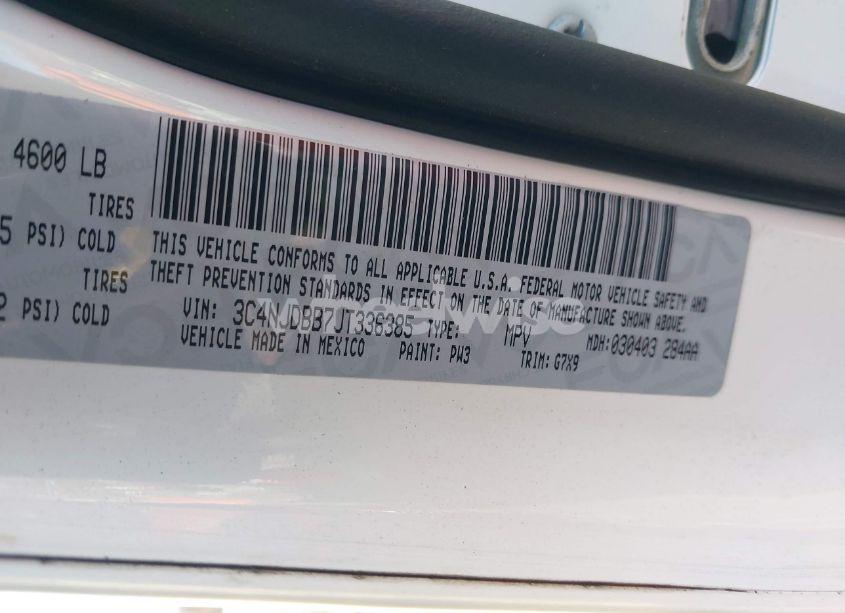 4600 LB
TIRES
5 PSI) COLD
TIRES
2 PSI) COLD
THIS VEHICLE CONFORMS TO ALL APPLICABLE U.S.A. FEDERAL MOTOR VEHICLE SAFETY AND
THEFT PREVENTION STANDARDS IN EFFECT ON THE DATE OF MANUFACTURE SHOWN ABOVE.
VIN: 3C4NJDBB7JT336385 TYPE: MPV MDH:030403 284AA
VEHICLE MADE IN MEXICO PAINT: PW3 TRIM: G7X9
wheelwise